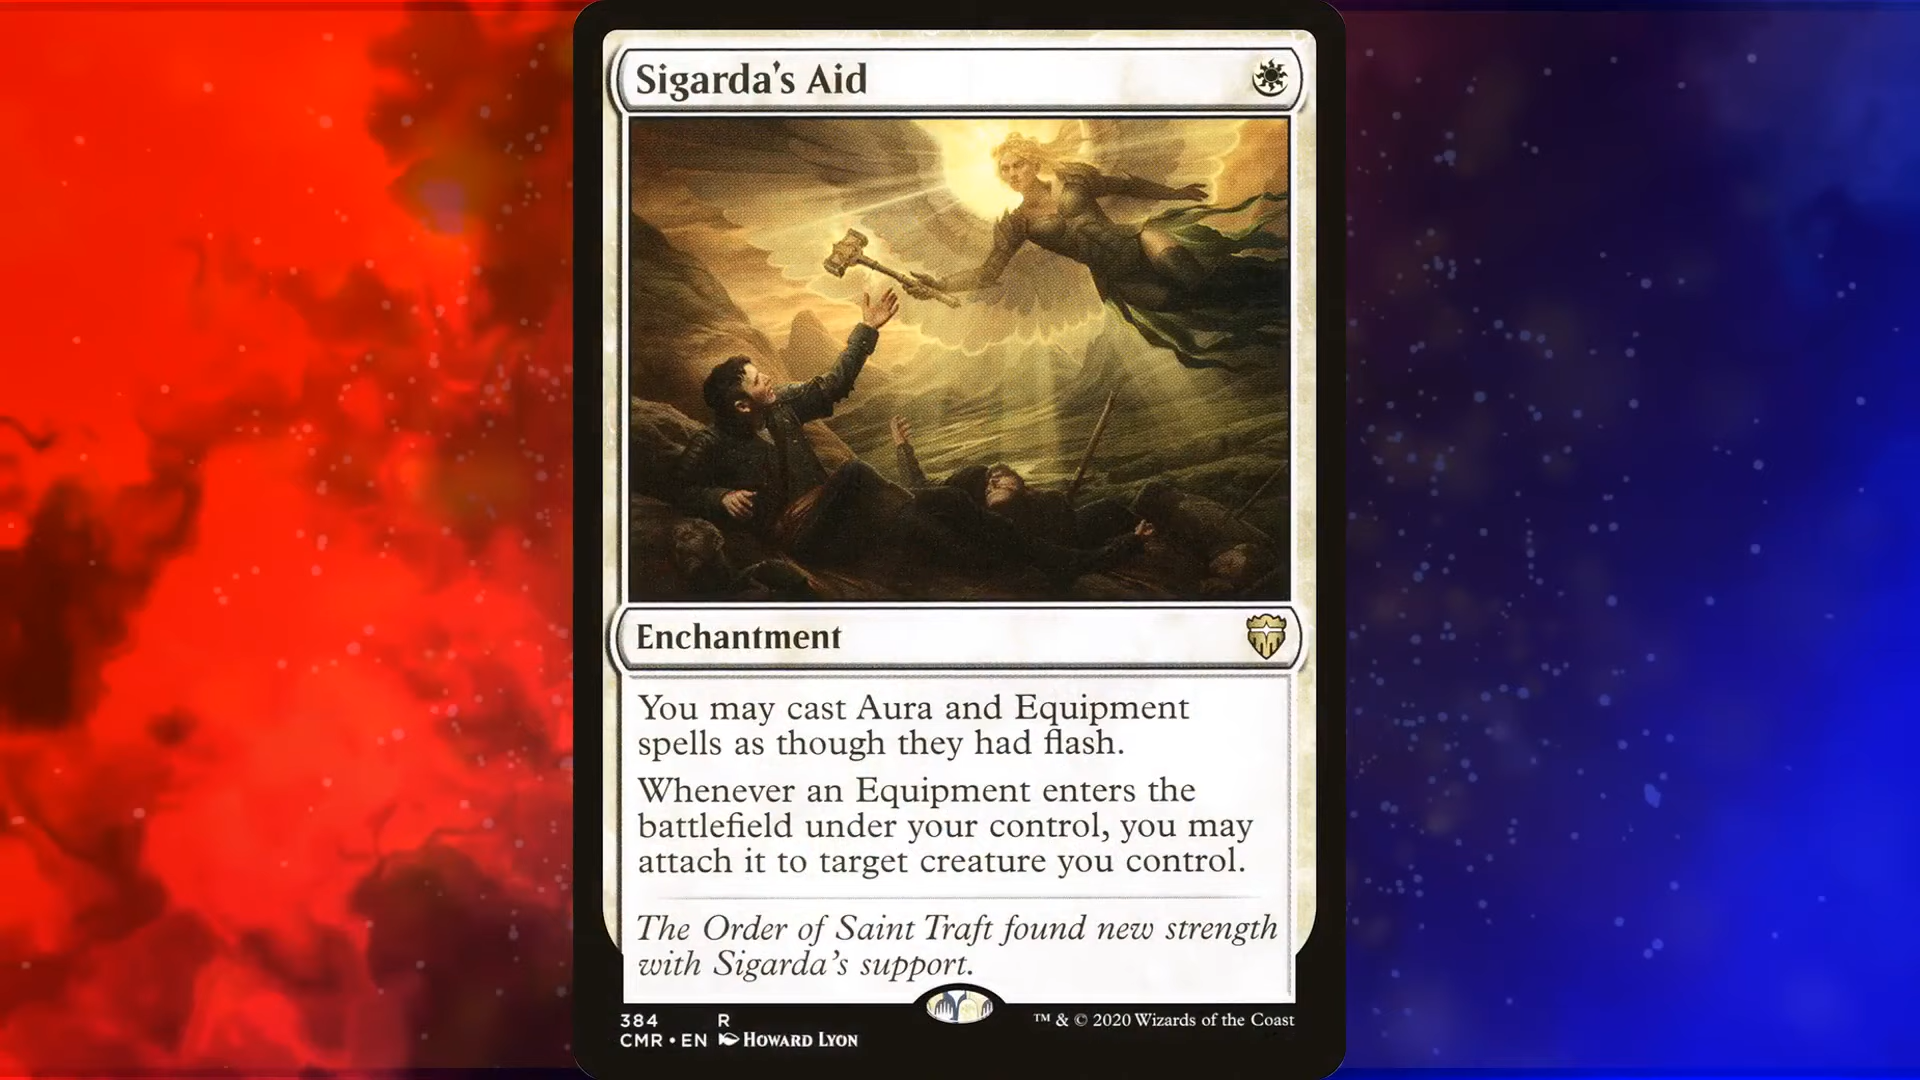 Sigarda's Aid
Enchantment
You may cast Aura and Equipment
spells as though they had flash.
Whenever an Equipment enters the
battlefield under your control, you may
attach it to target creature you control.
The Order of Saint Traft found new strength
with Sigarda's support.
384 R
CMR • EN Howard Lyon
™ & © 2020 Wizards of the Coast